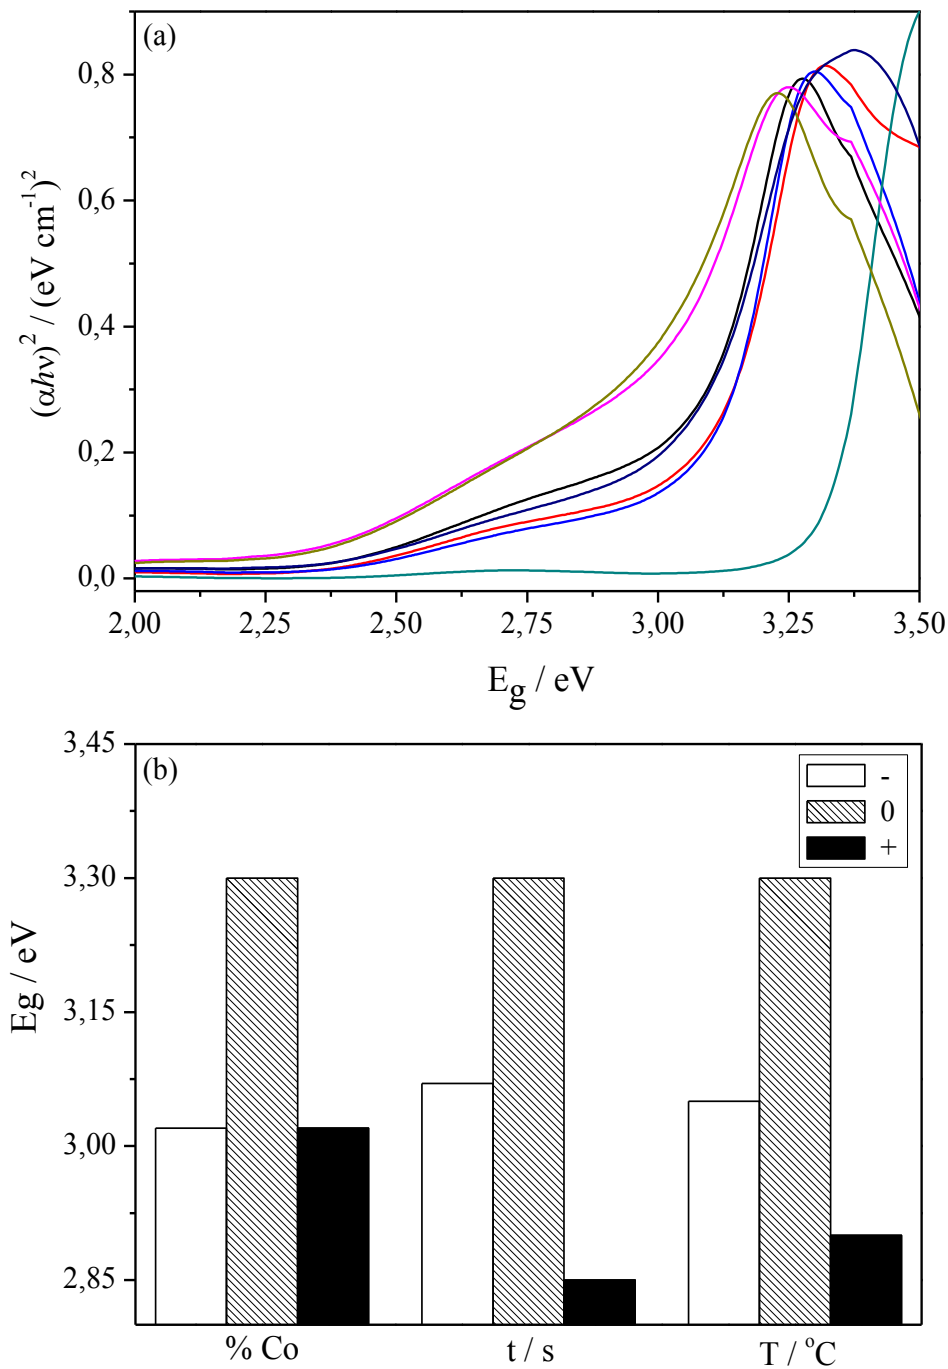 (a)
0,8
0,6
0,4
0,2
0,0
(αhν)² / (eV cm⁻¹)²
2,00 2,25 2,50 2,75 3,00 3,25 3,50
E_g / eV
(b)
3,45
3,30
3,15
3,00
2,85
Eg / eV
-
0
+
% Co t / s T / °C